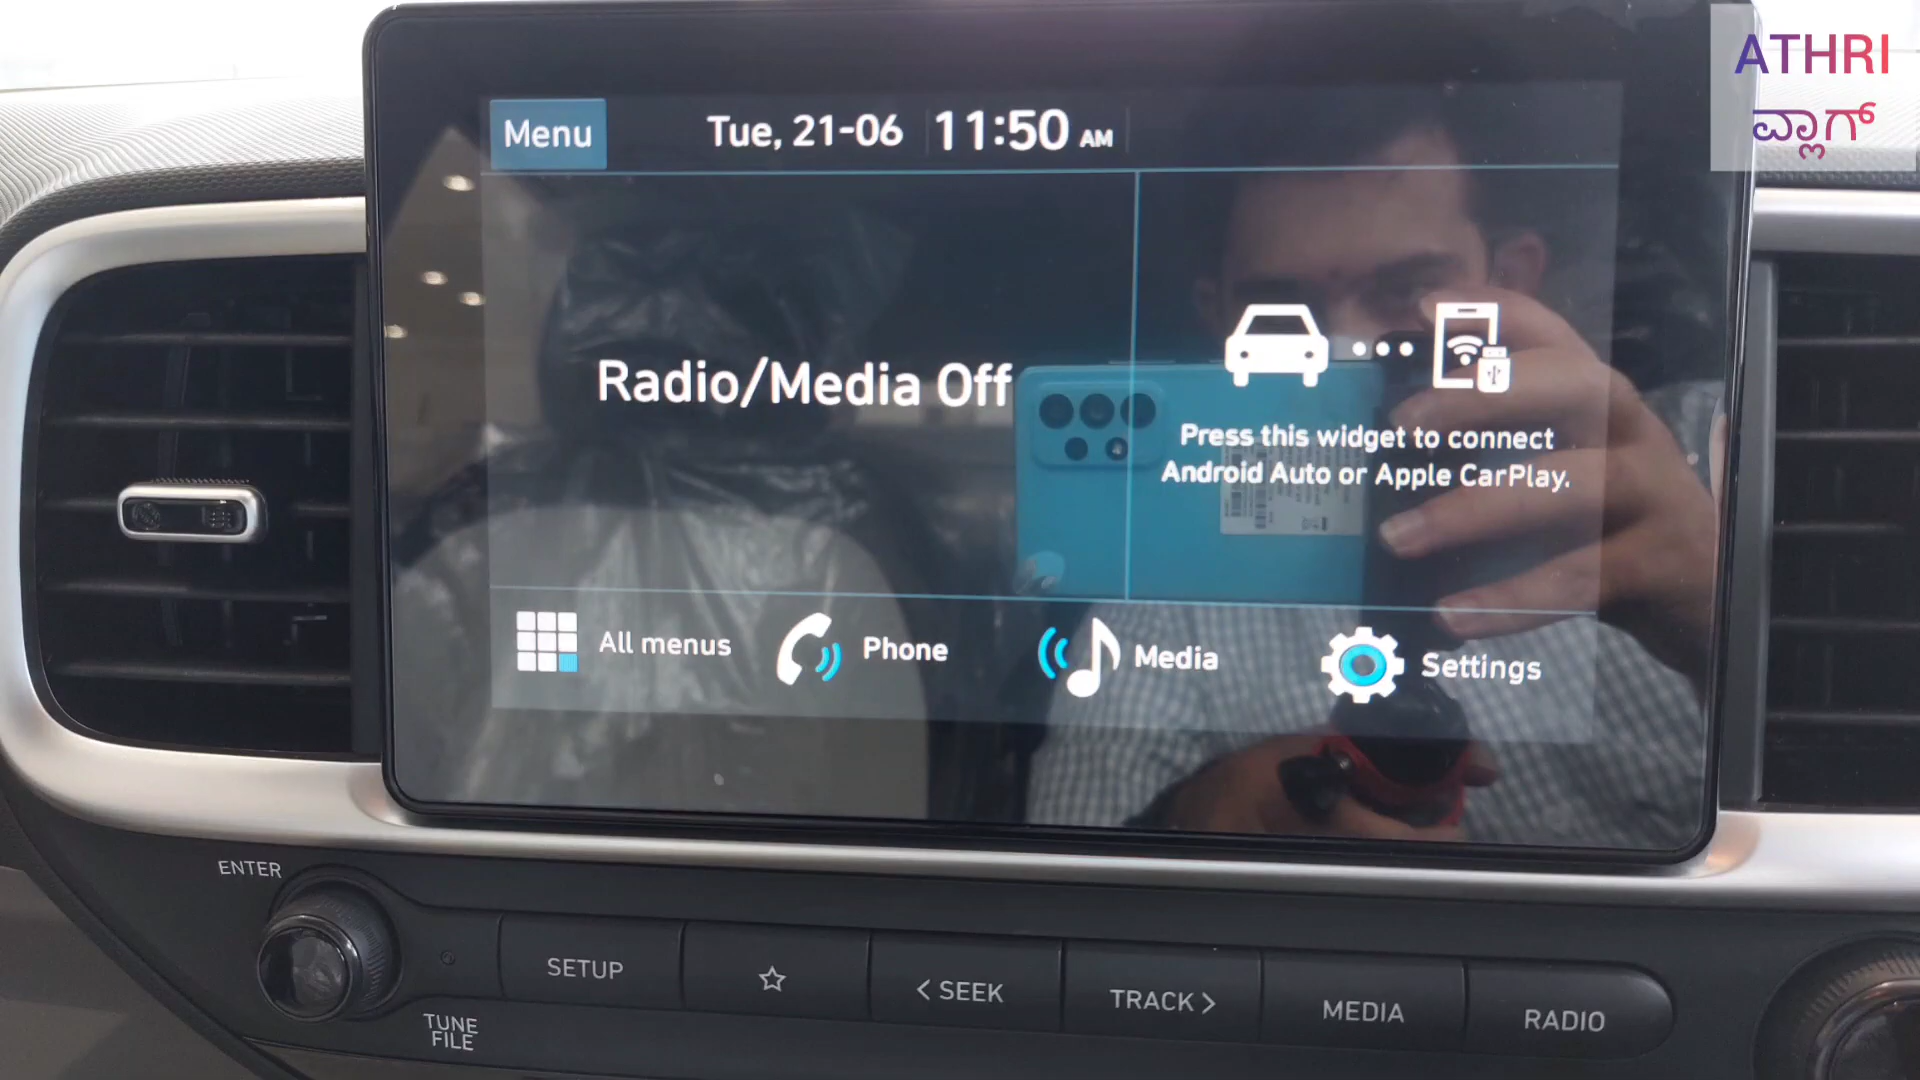 ATHRI
ವ್ಲಾಗ್
Menu
Tue, 21-06 11:50 AM
Radio/Media Off
Press this widget to connect
Android Auto or Apple CarPlay.
All menus
Phone
Media
Settings
ENTER
TUNE
FILE
SETUP
< SEEK
TRACK >
MEDIA
RADIO